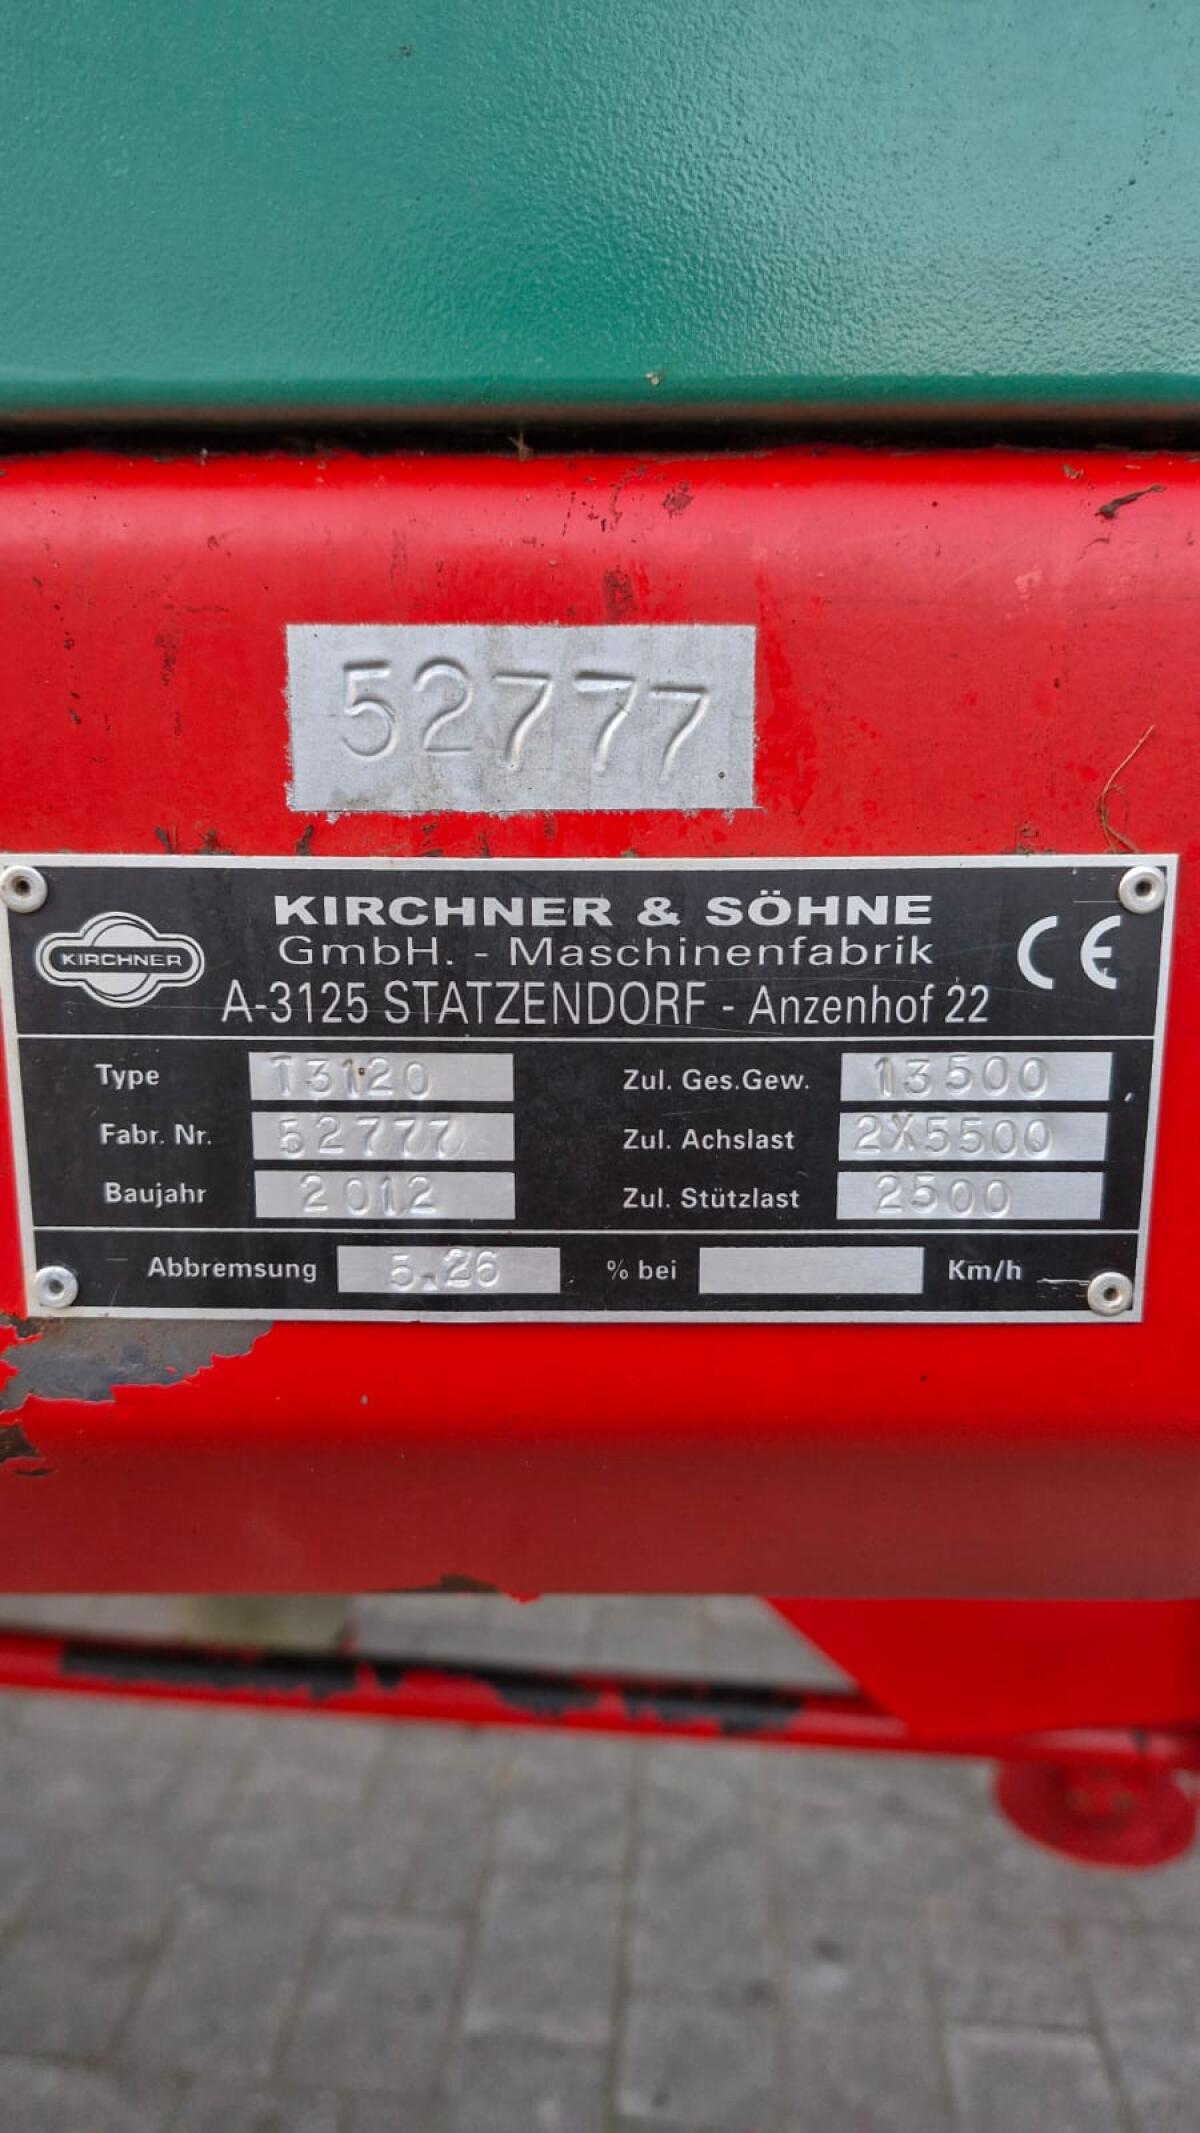 52777
KIRCHNER
KIRCHNER & SÖHNE
GmbH. - Maschinenfabrik
A-3125 STATZENDORF - Anzenhof 22
CE
Type T3120 Zul. Ges.Gew. 13500
Fabr. Nr. 52777 Zul. Achslast 2X5500
Baujahr 2012 Zul. Stützlast 2500
Abbremsung 5.26 % bei Km/h